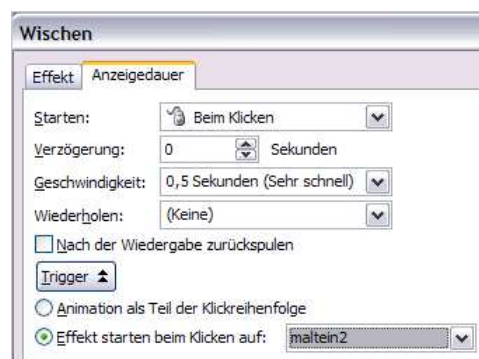 Wischen
Effekt Anzeigedauer
Starten: Beim Klicken
Verzögerung: 0 Sekunden
Geschwindigkeit: 0,5 Sekunden (Sehr schnell)
Wiederholen: (Keine)
Nach der Wiedergabe zurückspulen
Trigger
Animation als Teil der Klickreihenfolge
Effekt starten beim Klicken auf: maltein2